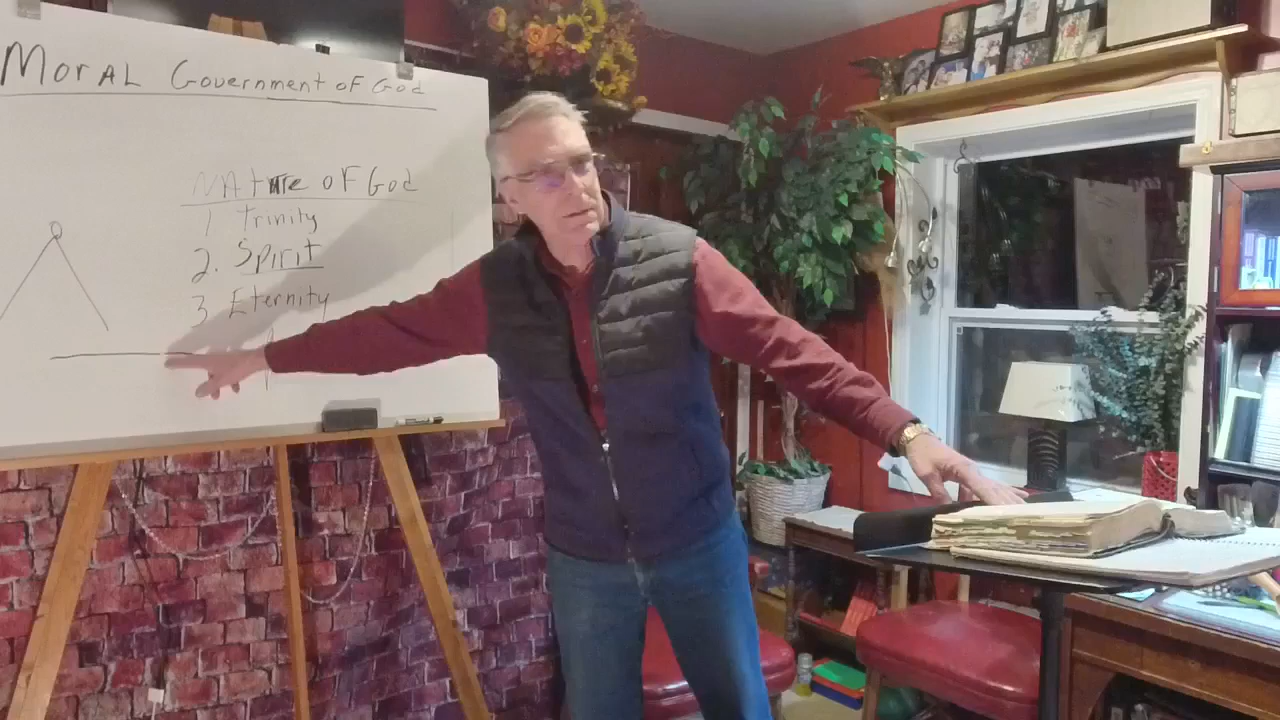 Moral Government of God
Nature of God
1 Trinity
2. Spirit
3 Eternity